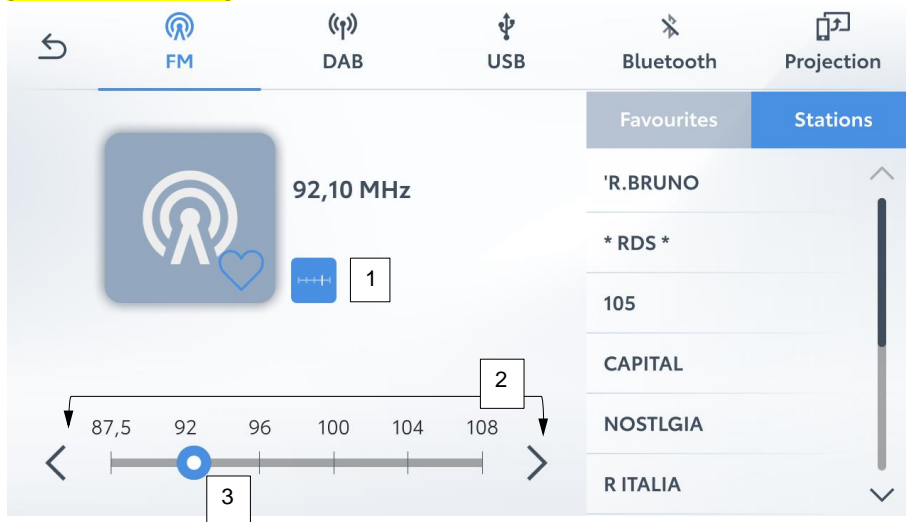 FM DAB USB Bluetooth Projection
Favourites Stations
92,10 MHz
1
'R.BRUNO
* RDS *
105
CAPITAL
NOSTLGIA
R ITALIA
2
87,5 92 96 100 104 108
3